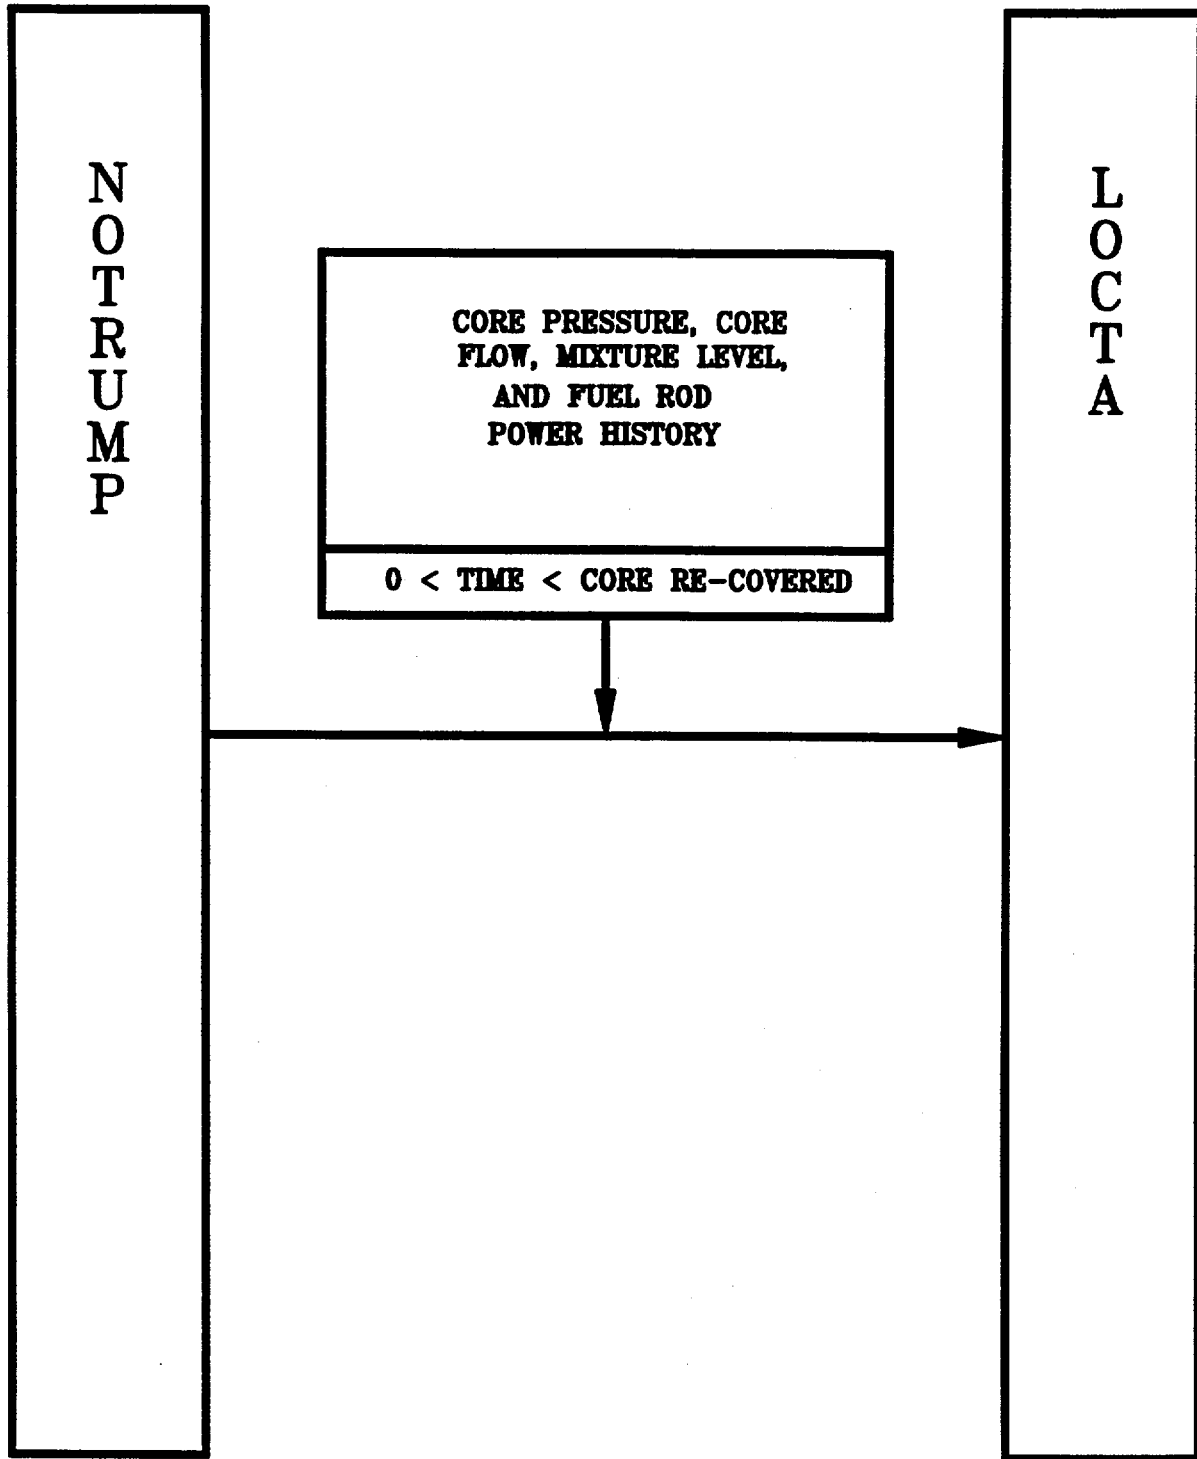 NOTRUMP
CORE PRESSURE, CORE
FLOW, MIXTURE LEVEL,
AND FUEL ROD
POWER HISTORY
0 < TIME < CORE RE-COVERED
LOCTA